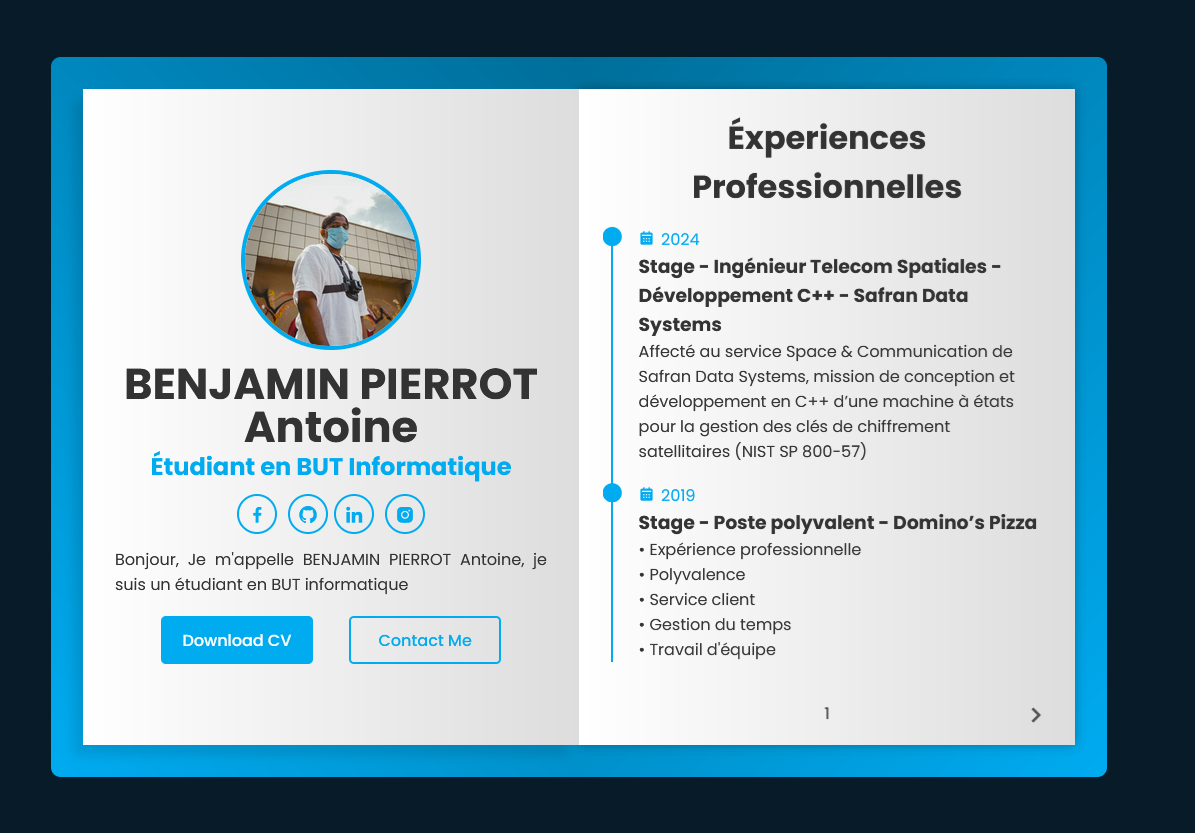 BENJAMIN PIERROT
Antoine
Étudiant en BUT Informatique
Bonjour, Je m'appelle BENJAMIN PIERROT Antoine, je
suis un étudiant en BUT informatique
Download CV
Contact Me
Éxperiences
Professionnelles
2024
Stage - Ingénieur Telecom Spatiales -
Développement C++ - Safran Data
Systems
Affecté au service Space & Communication de
Safran Data Systems, mission de conception et
développement en C++ d’une machine à états
pour la gestion des clés de chiffrement
satellitaires (NIST SP 800-57)
2019
Stage - Poste polyvalent - Domino’s Pizza
• Expérience professionnelle
• Polyvalence
• Service client
• Gestion du temps
• Travail d'équipe
1